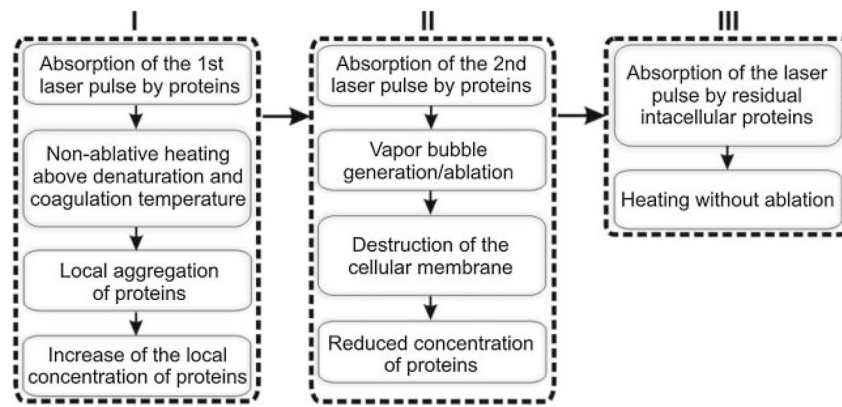 I
Absorption of the 1st
laser pulse by proteins
Non-ablative heating
above denaturation and
coagulation temperature
Local aggregation
of proteins
Increase of the local
concentration of proteins
II
Absorption of the 2nd
laser pulse by proteins
Vapor bubble
generation/ablation
Destruction of the
cellular membrane
Reduced concentration
of proteins
III
Absorption of the laser
pulse by residual
intacellular proteins
Heating without ablation